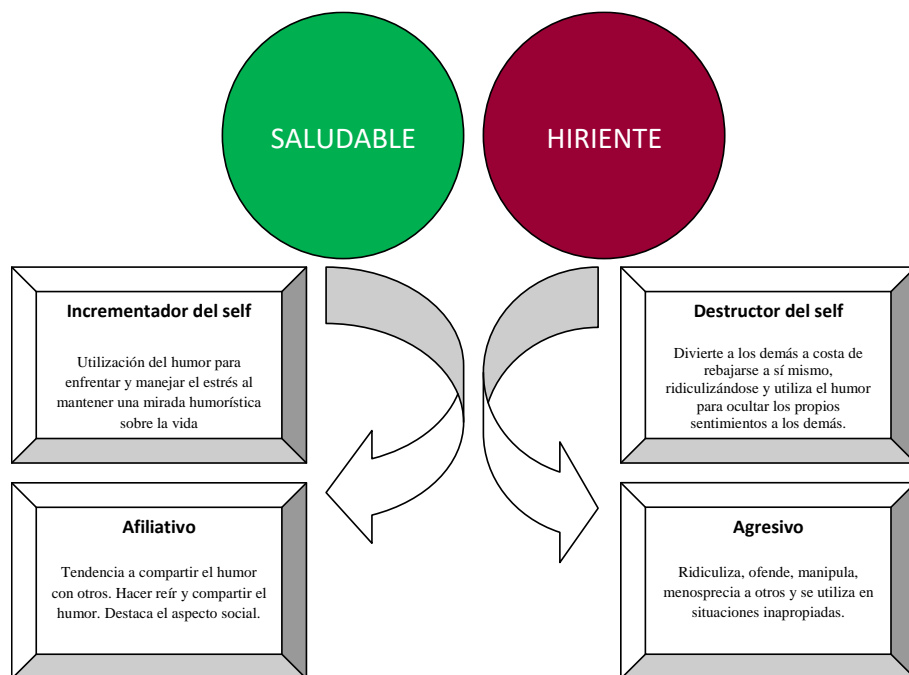 SALUDABLE
HIRIENTE
Incrementador del self
Utilización del humor para
enfrentar y manejar el estrés al
mantener una mirada humorística
sobre la vida
Destructor del self
Divierte a los demás a costa de
rebajarse a sí mismo,
ridiculizándose y utiliza el humor
para ocultar los propios
sentimientos a los demás.
Afiliativo
Tendencia a compartir el humor
con otros. Hacer reír y compartir el
humor. Destaca el aspecto social.
Agresivo
Ridiculiza, ofende, manipula,
menosprecia a otros y se utiliza en
situaciones inapropiadas.